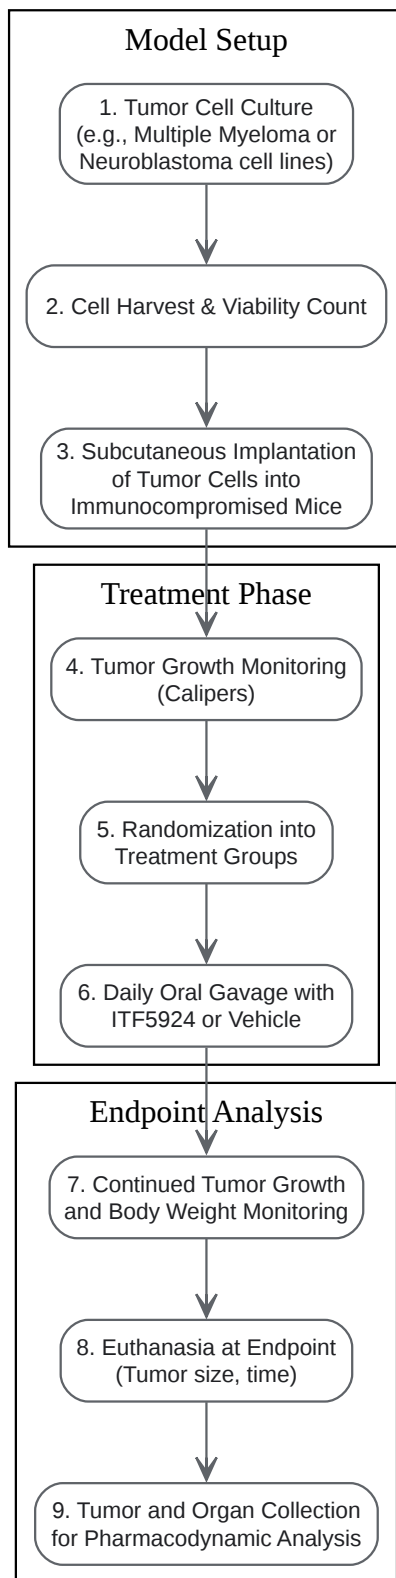 Model Setup
1. Tumor Cell Culture
(e.g., Multiple Myeloma or
Neuroblastoma cell lines)
2. Cell Harvest & Viability Count
3. Subcutaneous Implantation
of Tumor Cells into
Immunocompromised Mice
Treatment Phase
4. Tumor Growth Monitoring
(Calipers)
5. Randomization into
Treatment Groups
6. Daily Oral Gavage with
ITF5924 or Vehicle
Endpoint Analysis
7. Continued Tumor Growth
and Body Weight Monitoring
8. Euthanasia at Endpoint
(Tumor size, time)
9. Tumor and Organ Collection
for Pharmacodynamic Analysis